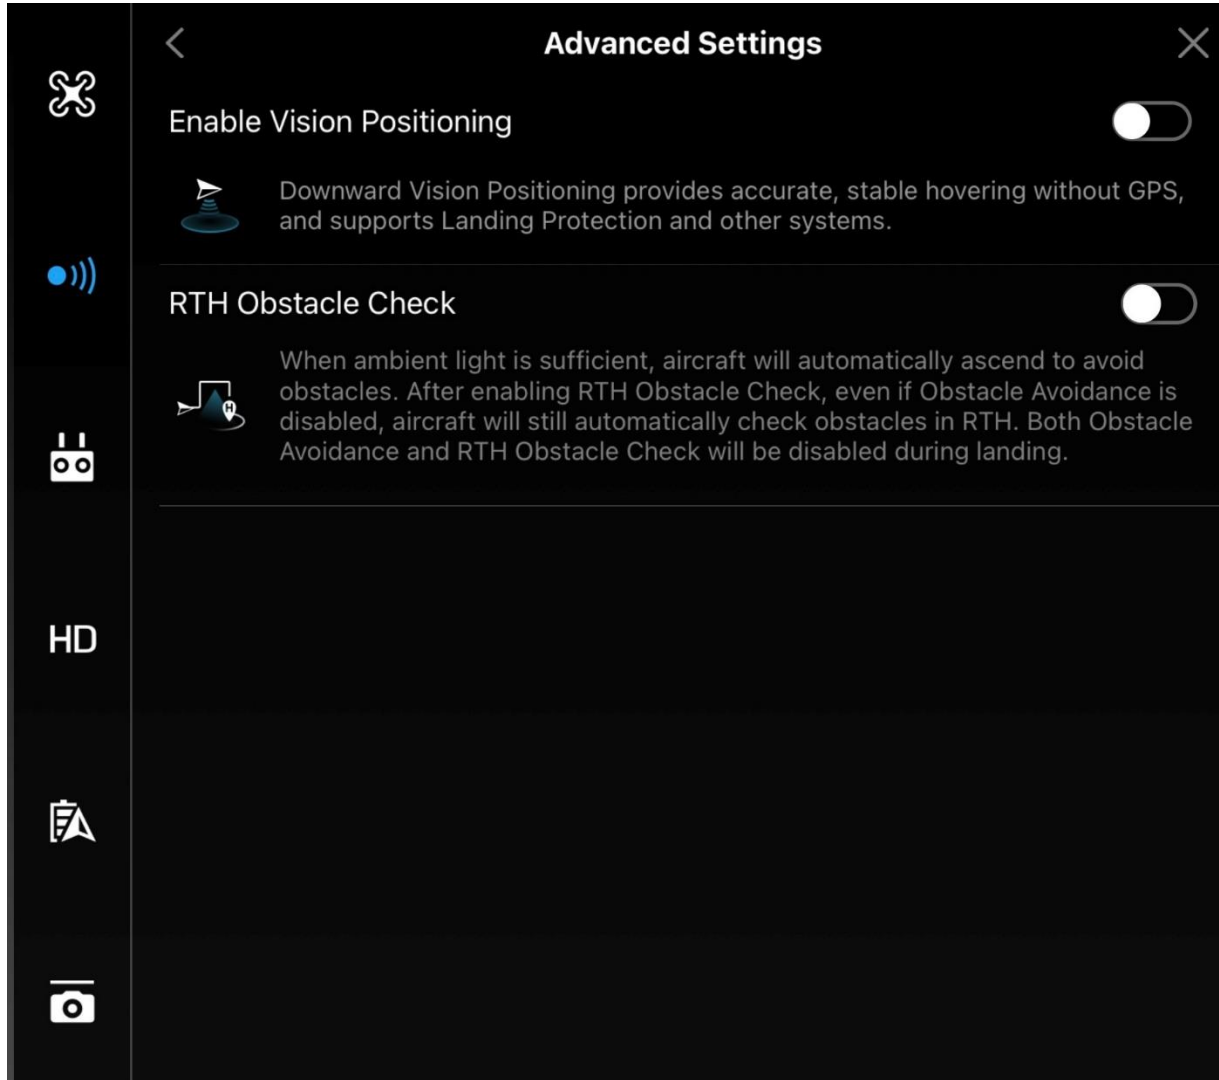 Advanced Settings
Enable Vision Positioning
Downward Vision Positioning provides accurate, stable hovering without GPS,
and supports Landing Protection and other systems.
RTH Obstacle Check
When ambient light is sufficient, aircraft will automatically ascend to avoid
obstacles. After enabling RTH Obstacle Check, even if Obstacle Avoidance is
disabled, aircraft will still automatically check obstacles in RTH. Both Obstacle
Avoidance and RTH Obstacle Check will be disabled during landing.
H
HD